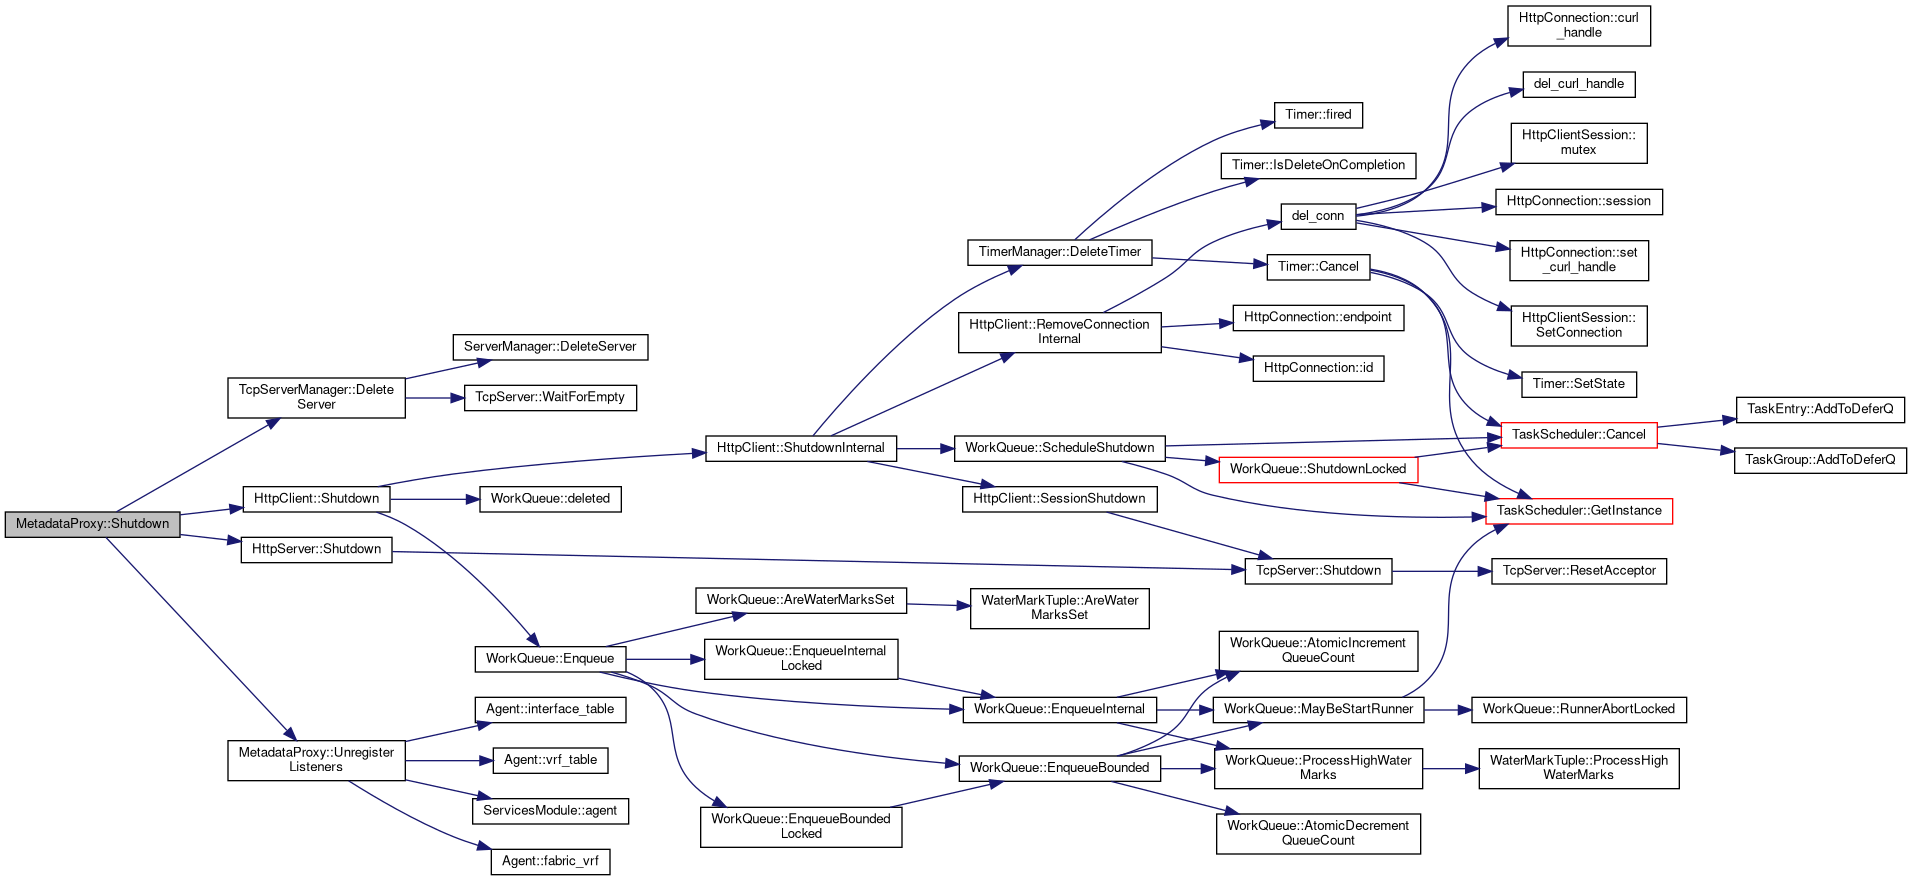 MetadataProxy::Shutdown
TcpServerManager::Delete
Server
ServerManager::DeleteServer
TcpServer::WaitForEmpty
HttpClient::Shutdown
HttpClient::ShutdownInternal
TimerManager::DeleteTimer
Timer::fired
Timer::IsDeleteOnCompletion
Timer::Cancel
Timer::SetState
TaskScheduler::Cancel
TaskEntry::AddToDeferQ
TaskGroup::AddToDeferQ
TaskScheduler::GetInstance
HttpClient::RemoveConnection
Internal
del_conn
HttpConnection::curl
_handle
del_curl_handle
HttpClientSession::
mutex
HttpConnection::session
HttpConnection::set
_curl_handle
HttpClientSession::
SetConnection
HttpConnection::endpoint
HttpConnection::id
WorkQueue::ScheduleShutdown
WorkQueue::ShutdownLocked
HttpClient::SessionShutdown
TcpServer::Shutdown
TcpServer::ResetAcceptor
WorkQueue::deleted
HttpServer::Shutdown
WorkQueue::Enqueue
WorkQueue::AreWaterMarksSet
WaterMarkTuple::AreWater
MarksSet
WorkQueue::EnqueueInternal
Locked
WorkQueue::EnqueueInternal
WorkQueue::AtomicIncrement
QueueCount
WorkQueue::MayBeStartRunner
WorkQueue::RunnerAbortLocked
WorkQueue::ProcessHighWater
Marks
WaterMarkTuple::ProcessHigh
WaterMarks
WorkQueue::EnqueueBounded
WorkQueue::AtomicDecrement
QueueCount
WorkQueue::EnqueueBounded
Locked
MetadataProxy::Unregister
Listeners
Agent::interface_table
Agent::vrf_table
ServicesModule::agent
Agent::fabric_vrf